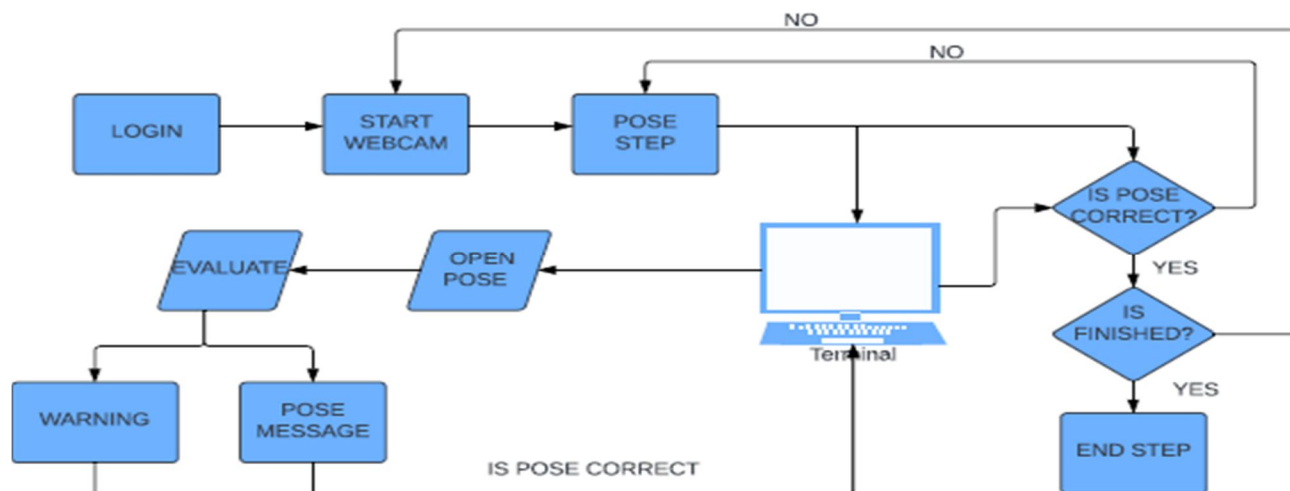 NO
NO
LOGIN
START
WEBCAM
POSE
STEP
IS POSE
CORRECT?
YES
EVALUATE
OPEN
POSE
Terminal
IS
FINISHED?
YES
WARNING
POSE
MESSAGE
END STEP
IS POSE CORRECT